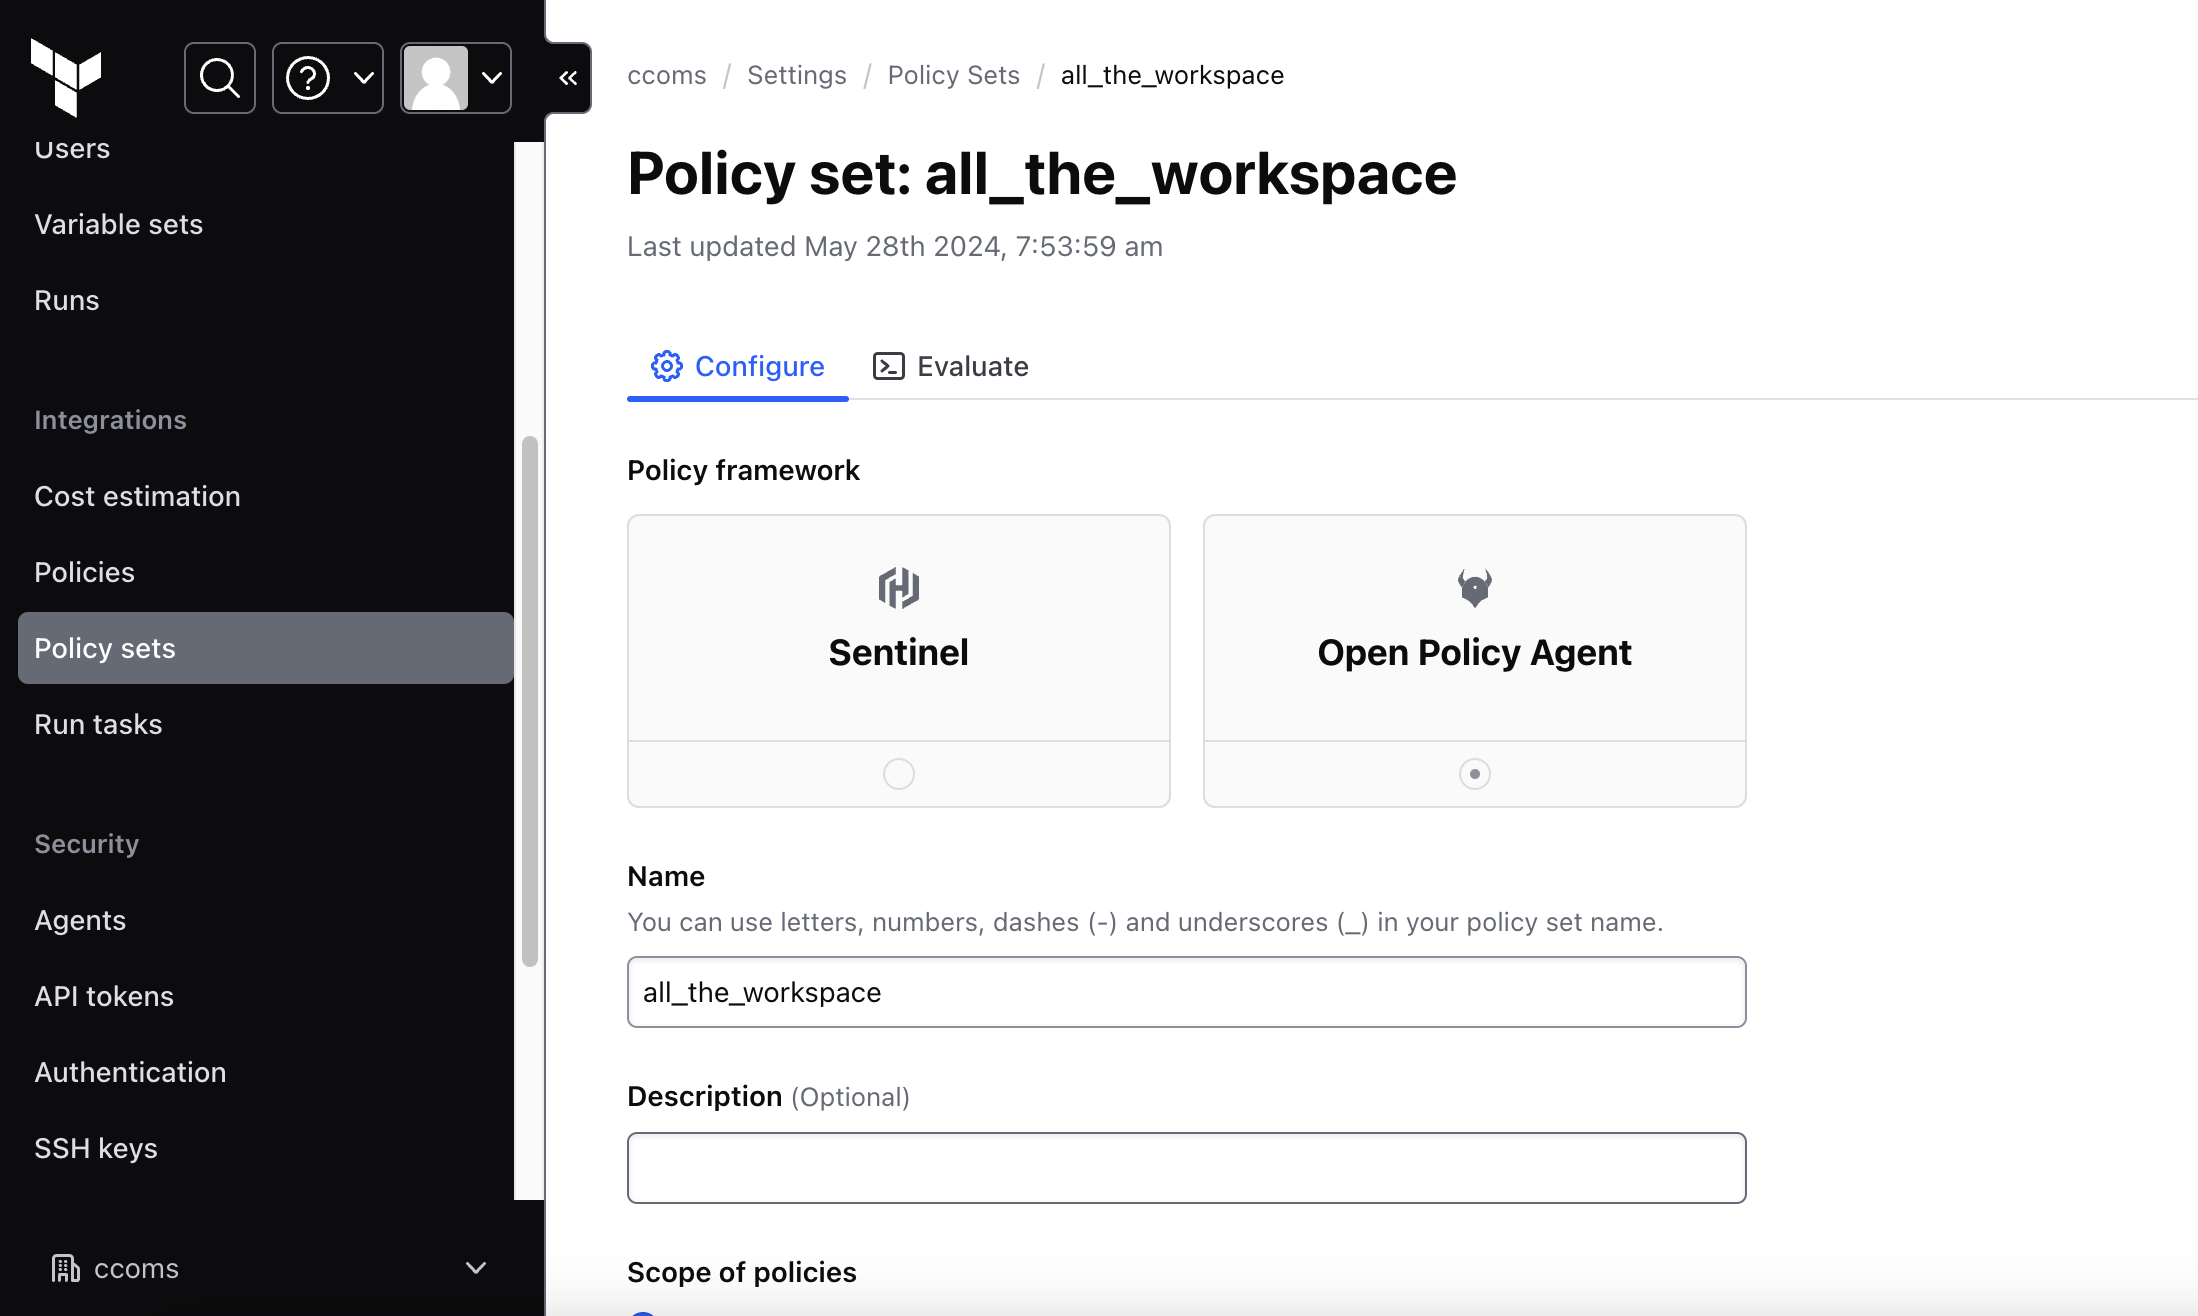 Users
Variable sets
Runs
Integrations
Cost estimation
Policies
Policy sets
Run tasks
Security
Agents
API tokens
Authentication
SSH keys
ccoms
ccoms / Settings / Policy Sets / all_the_workspace
Policy set: all_the_workspace
Last updated May 28th 2024, 7:53:59 am
Configure
Evaluate
Policy framework
Sentinel
Open Policy Agent
Name
You can use letters, numbers, dashes (-) and underscores (_) in your policy set name.
all_the_workspace
Description (Optional)
Scope of policies